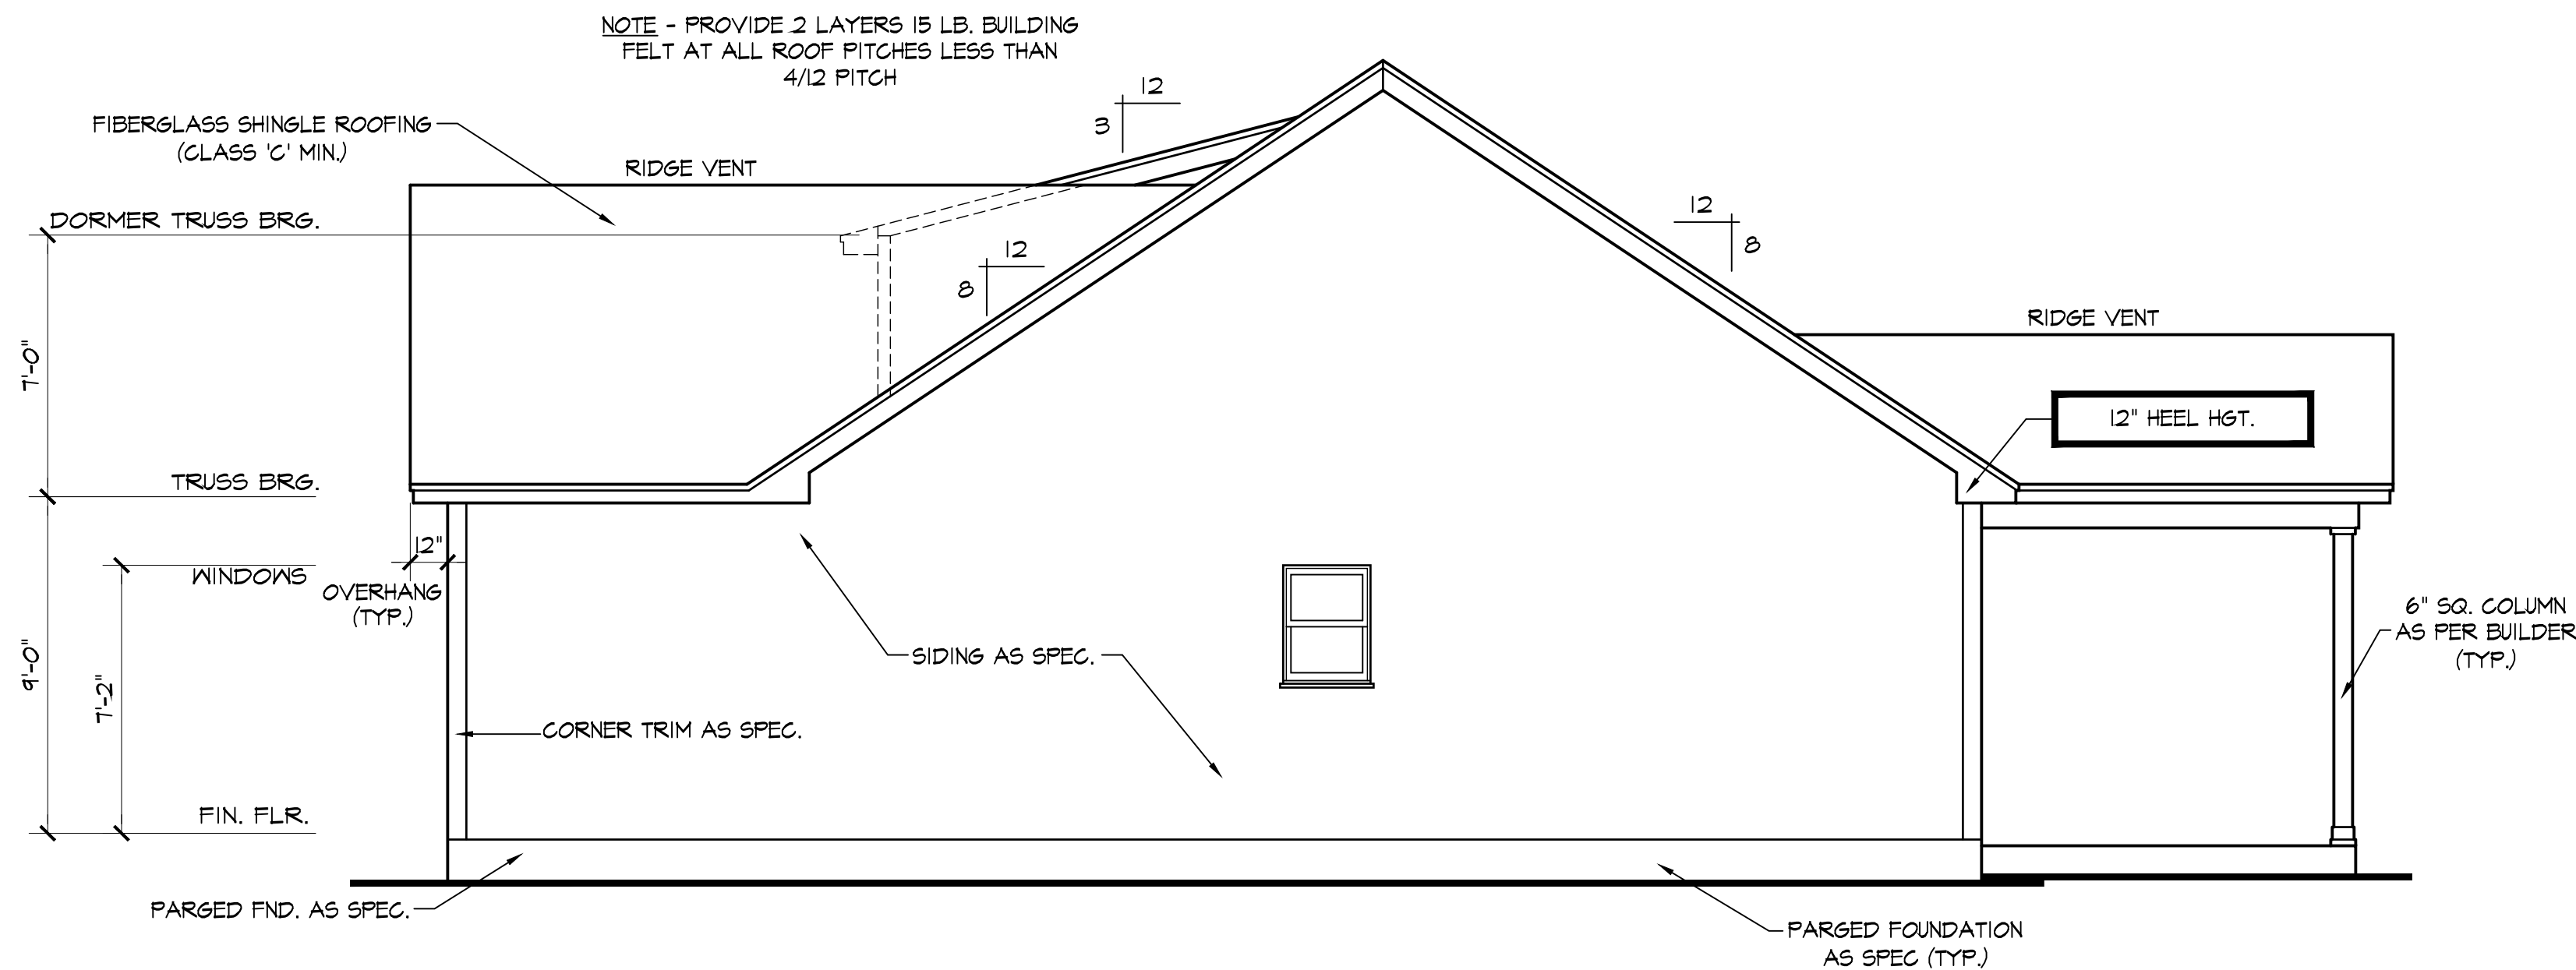 NOTE - PROVIDE 2 LAYERS 15 LB. BUILDING
FELT AT ALL ROOF PITCHES LESS THAN
4/12 PITCH
12
3
FIBERGLASS SHINGLE ROOFING
(CLASS 'C' MIN.)
RIDGE VENT
DORMER TRUSS BRG.
12
8
12
8
RIDGE VENT
7'-0"
12" HEEL HGT.
TRUSS BRG.
12"
OVERHANG
(TYP.)
WINDOWS
9'-0"
7'-2"
SIDING AS SPEC.
6" SQ. COLUMN
AS PER BUILDER
(TYP.)
CORNER TRIM AS SPEC.
FIN. FLR.
PARGED FND. AS SPEC.
PARGED FOUNDATION
AS SPEC (TYP.)